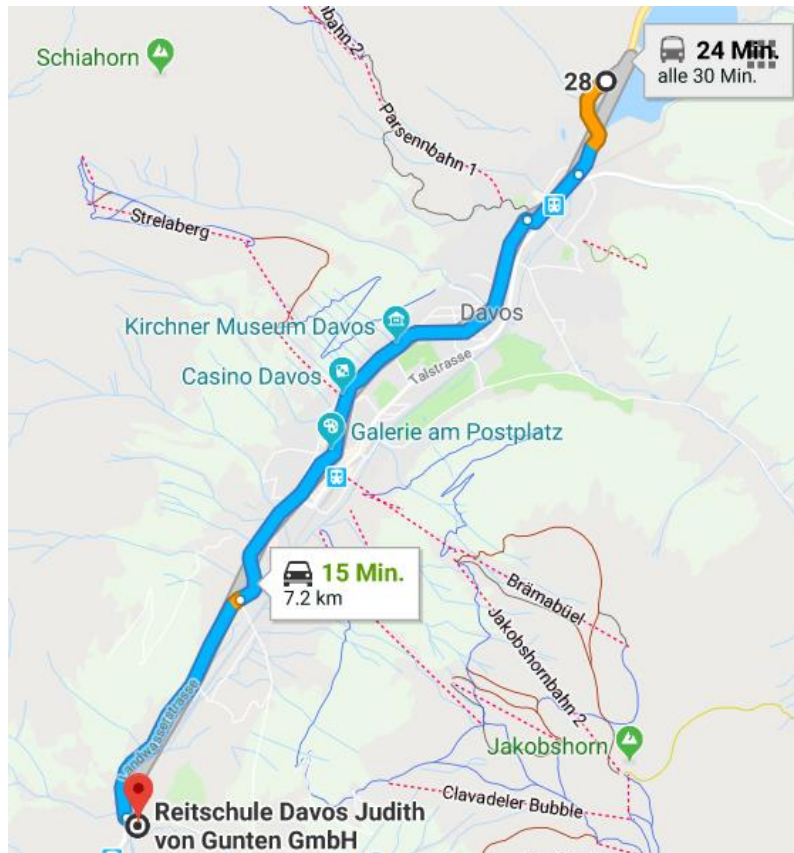 nbahn 2
24 Min.
alle 30 Min.
Schiahorn
28
Parsennbahn 1
Strelaberg
Kirchner Museum Davos
Davos
Casino Davos
Talstrasse
Galerie am Postplatz
15 Min.
7.2 km
Brämabüel
Jakobshornbahn 2
Landwasserstrasse
Jakobshorn
Clavadeler Bubble
Reitschule Davos Judith
von Gunten GmbH